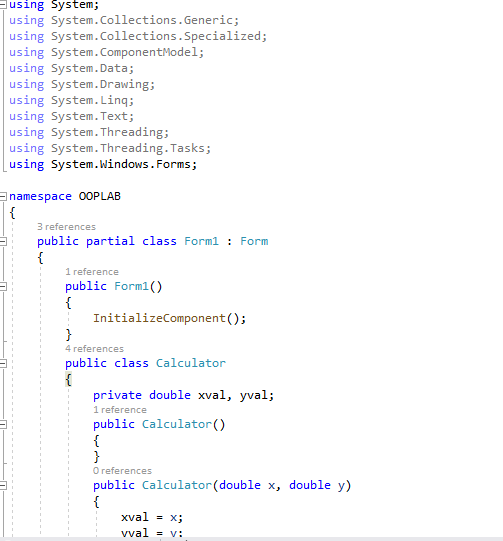 using System;
using System.Collections.Generic;
using System.Collections.Specialized;
using System.ComponentModel;
using System.Data;
using System.Drawing;
using System.Linq;
using System.Text;
using System.Threading;
using System.Threading.Tasks;
using System.Windows.Forms;
namespace OOPLAB
{
3 references
public partial class Form1 : Form
{
1 reference
public Form1()
{
InitializeComponent();
}
4 references
public class Calculator
{
private double xval, yval;
1 reference
public Calculator()
{
}
0 references
public Calculator(double x, double y)
{
xval = x;
yval = y;